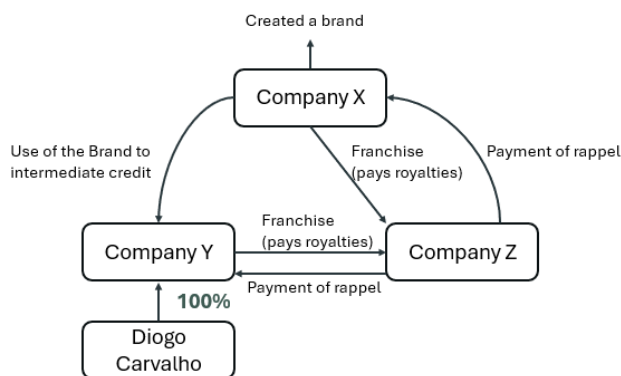 Created a brand
Company X
Use of the Brand to
intermediate credit
Franchise
(pays royalties)
Payment of rappel
Franchise
(pays royalties)
Company Y
Company Z
Payment of rappel
100%
Diogo
Carvalho